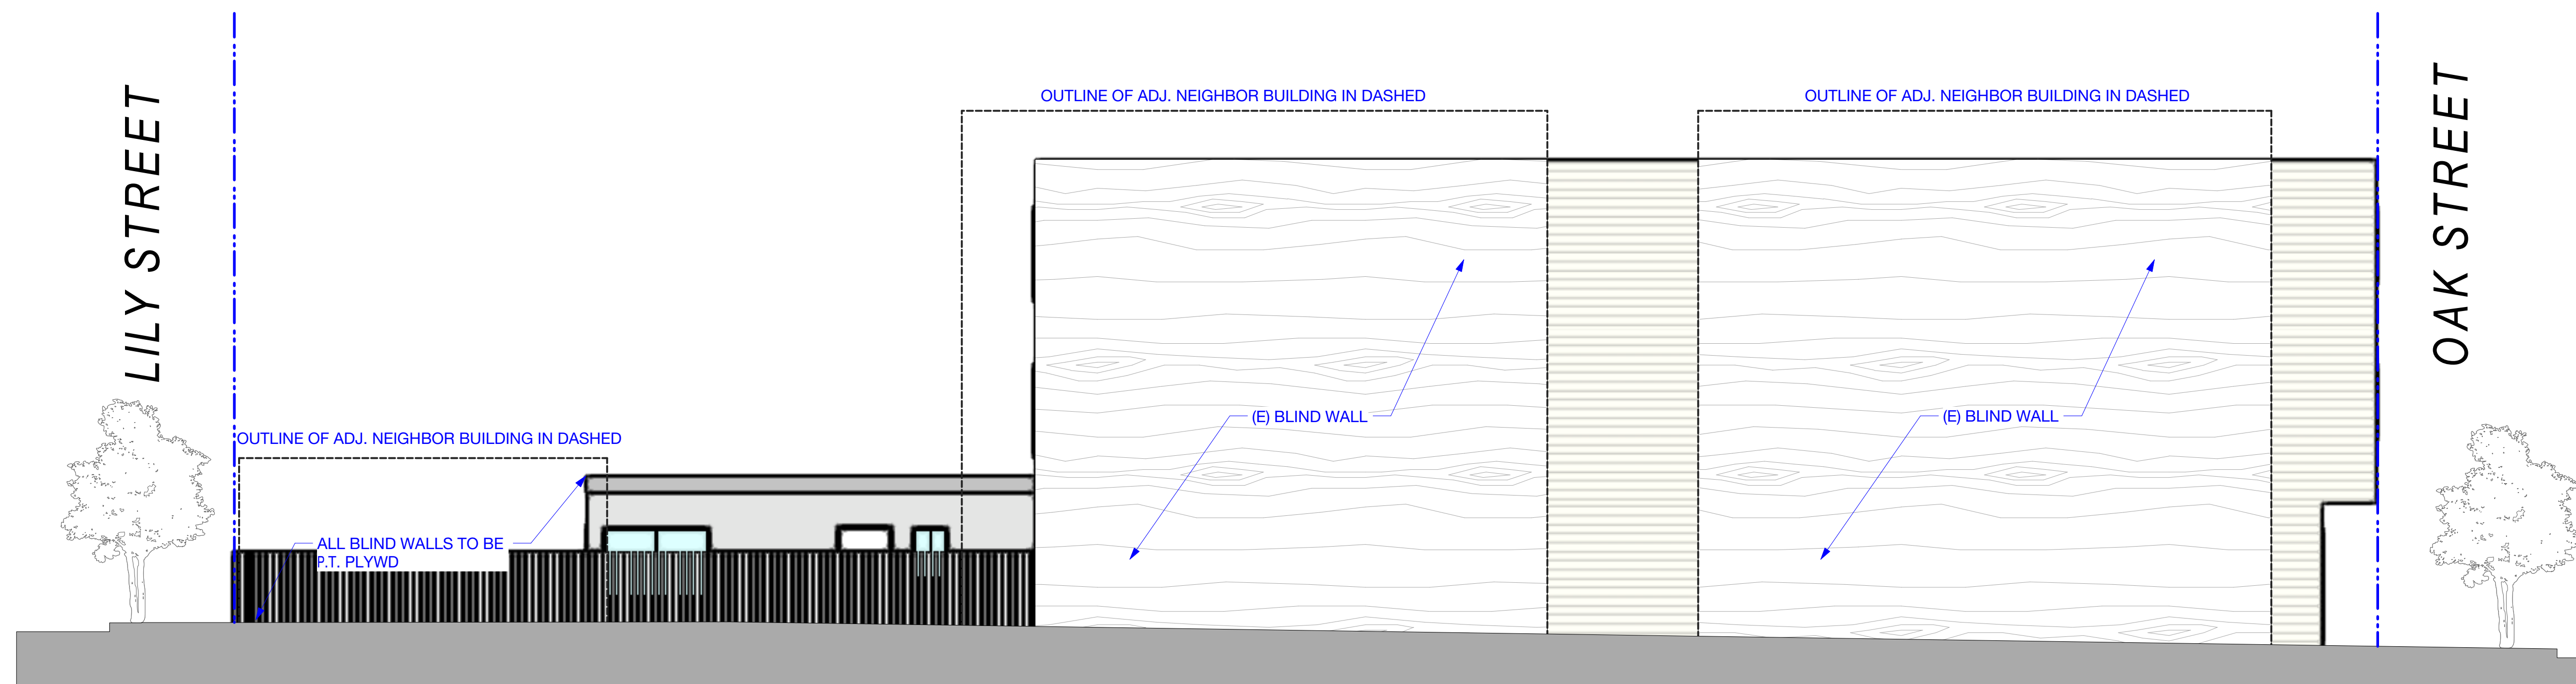 LILY STREET
OUTLINE OF ADJ. NEIGHBOR BUILDING IN DASHED
OUTLINE OF ADJ. NEIGHBOR BUILDING IN DASHED
OAK STREET
(E) BLIND WALL
(E) BLIND WALL
OUTLINE OF ADJ. NEIGHBOR BUILDING IN DASHED
ALL BLIND WALLS TO BE
P.T. PLYWD